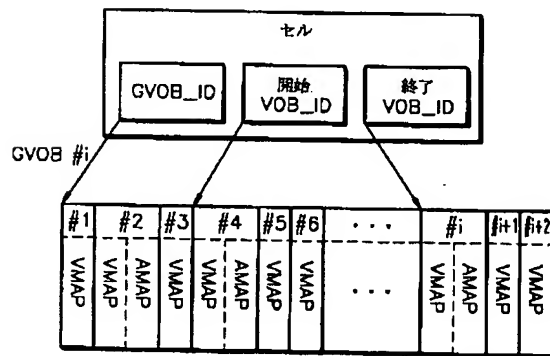 セル
GVOB_ID
開始
VOB_ID
終了
VOB_ID
GVOB #i
#1 #2 #3 #4 #5 #6 ・・・ #i #i+1 #i+2
VMAP VMAP AMAP VMAP VMAP AMAP VMAP VMAP ・・・ VMAP AMAP VMAP VMAP